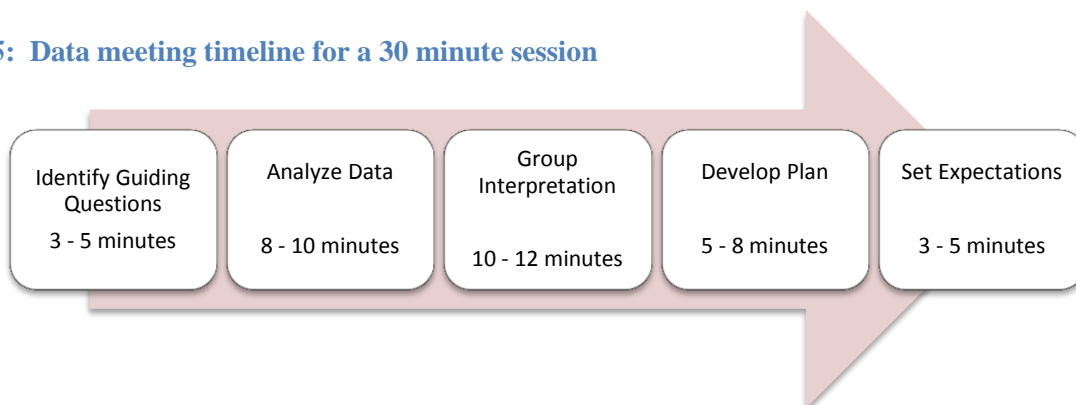 5: Data meeting timeline for a 30 minute session
Identify Guiding
Questions
3 - 5 minutes
Analyze Data
8 - 10 minutes
Group
Interpretation
10 - 12 minutes
Develop Plan
5 - 8 minutes
Set Expectations
3 - 5 minutes